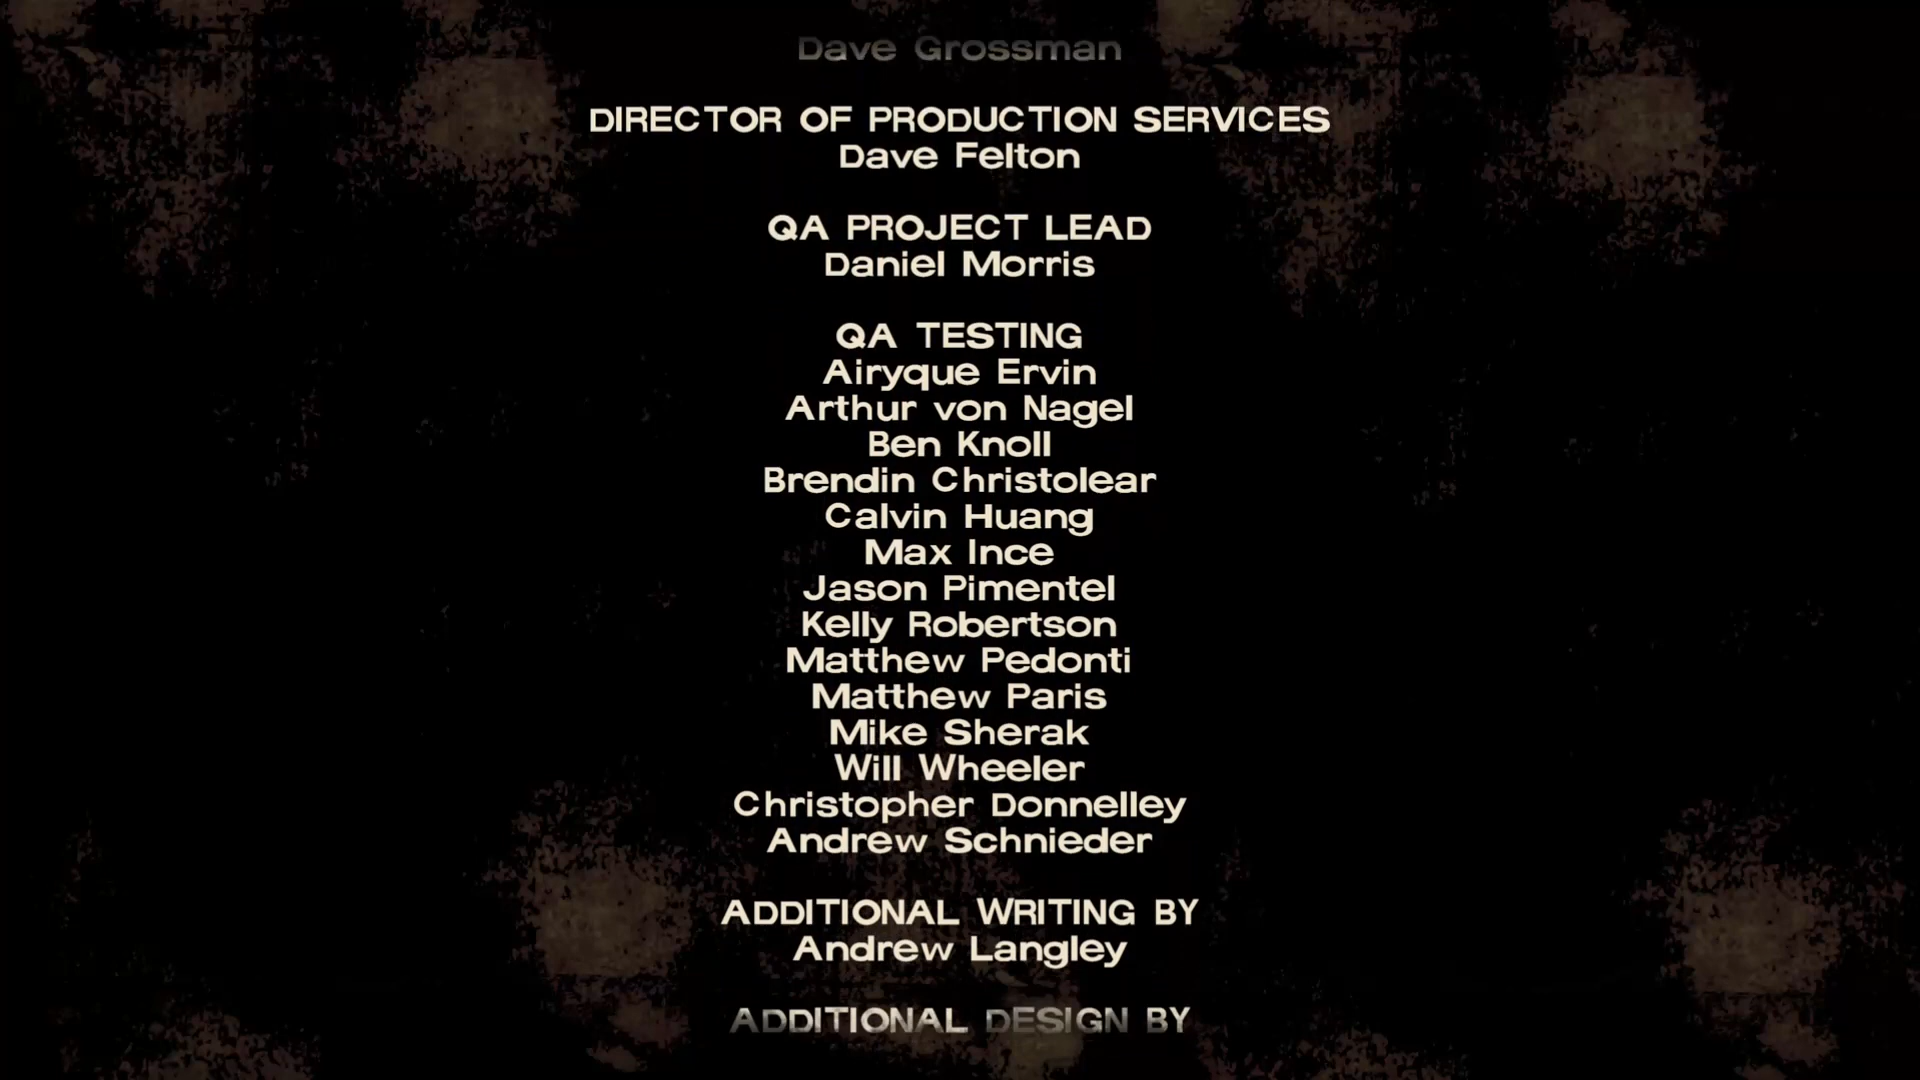 Dave Grossman
DIRECTOR OF PRODUCTION SERVICES
Dave Felton
QA PROJECT LEAD
Daniel Morris
QA TESTING
Airyque Ervin
Arthur von Nagel
Ben Knoll
Brendin Christolear
Calvin Huang
Max Ince
Jason Pimentel
Kelly Robertson
Matthew Pedonti
Matthew Paris
Mike Sherak
Will Wheeler
Christopher Donnelley
Andrew Schnieder
ADDITIONAL WRITING BY
Andrew Langley
ADDITIONAL DESIGN BY